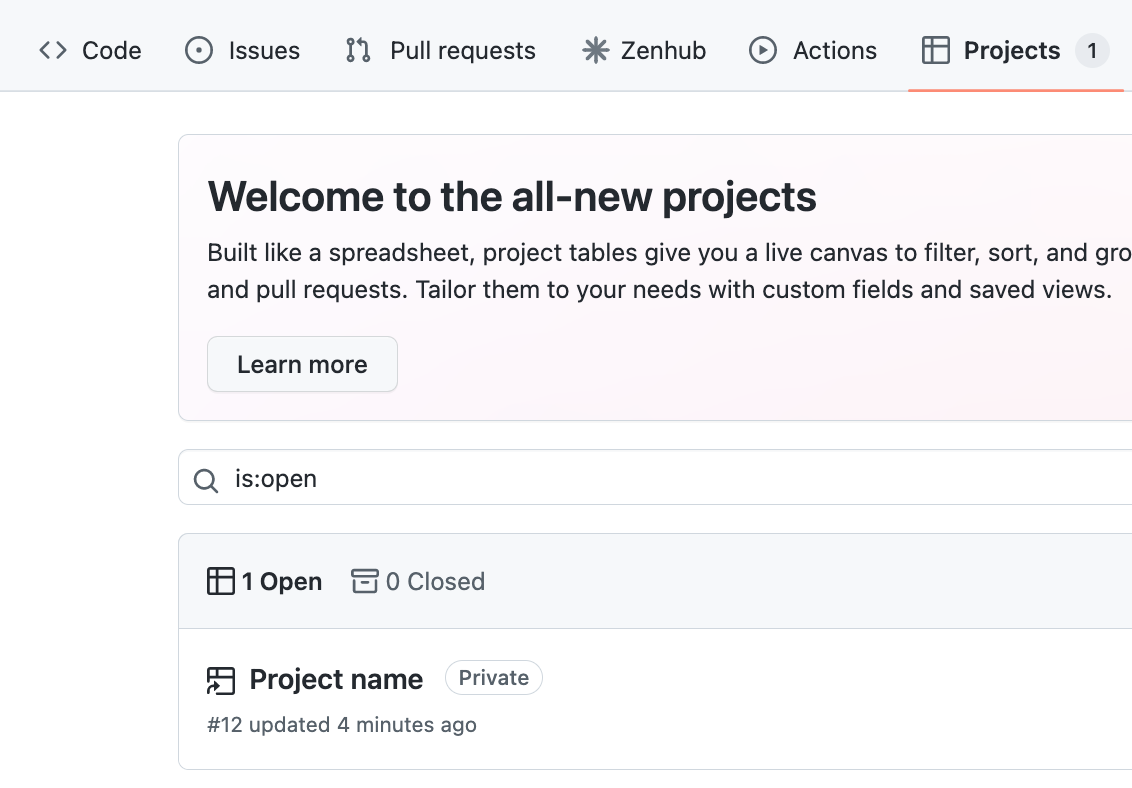 Code Issues Pull requests Zenhub Actions Projects 1
Welcome to the all-new projects
Built like a spreadsheet, project tables give you a live canvas to filter, sort, and
and pull requests. Tailor them to your needs with custom fields and saved views.
Learn more
is:open
1 Open 0 Closed
Project name Private
#12 updated 4 minutes ago